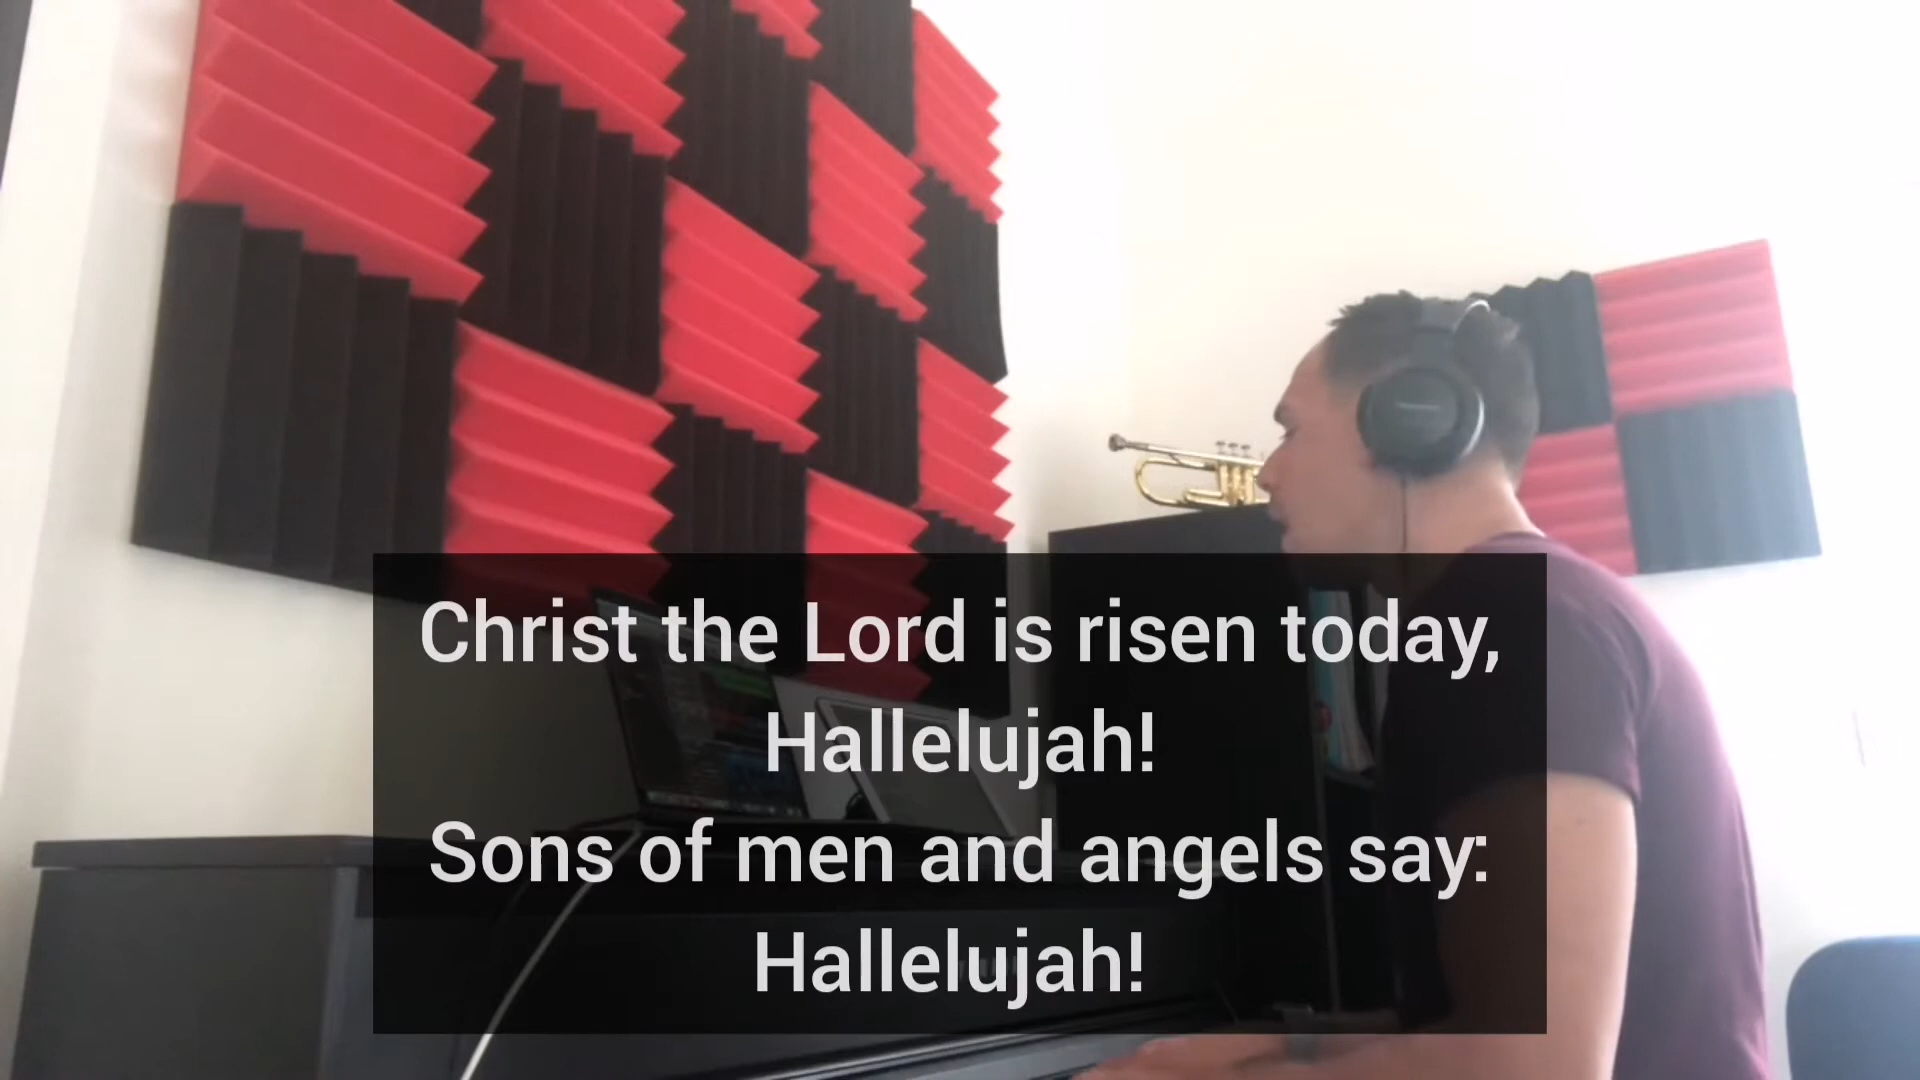 Christ the Lord is risen today,
Hallelujah!
Sons of men and angels say:
Hallelujah!